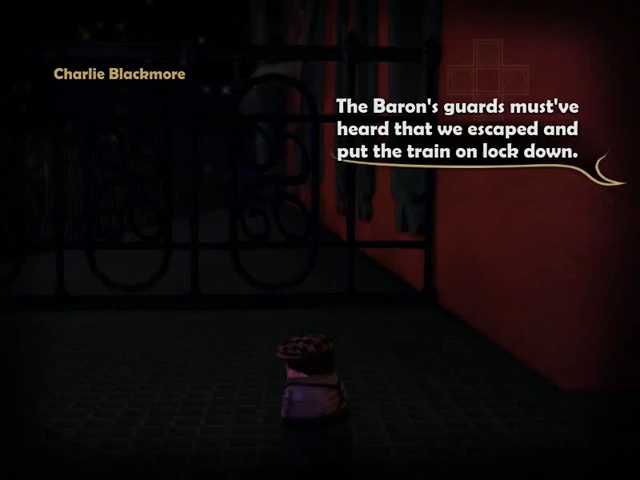 Charlie Blackmore
The Baron's guards must've
heard that we escaped and
put the train on lock down.